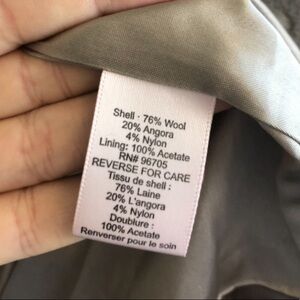 Shell · 76% Wool
20% Angora
4% Nylon
Lining: 100% Acetate
RN# 96705
REVERSE FOR CARE
Tissu de shell :
76% Laine
20% L'angora
4% Nylon
Doublure :
100% Acetate
Renverser pour le soin